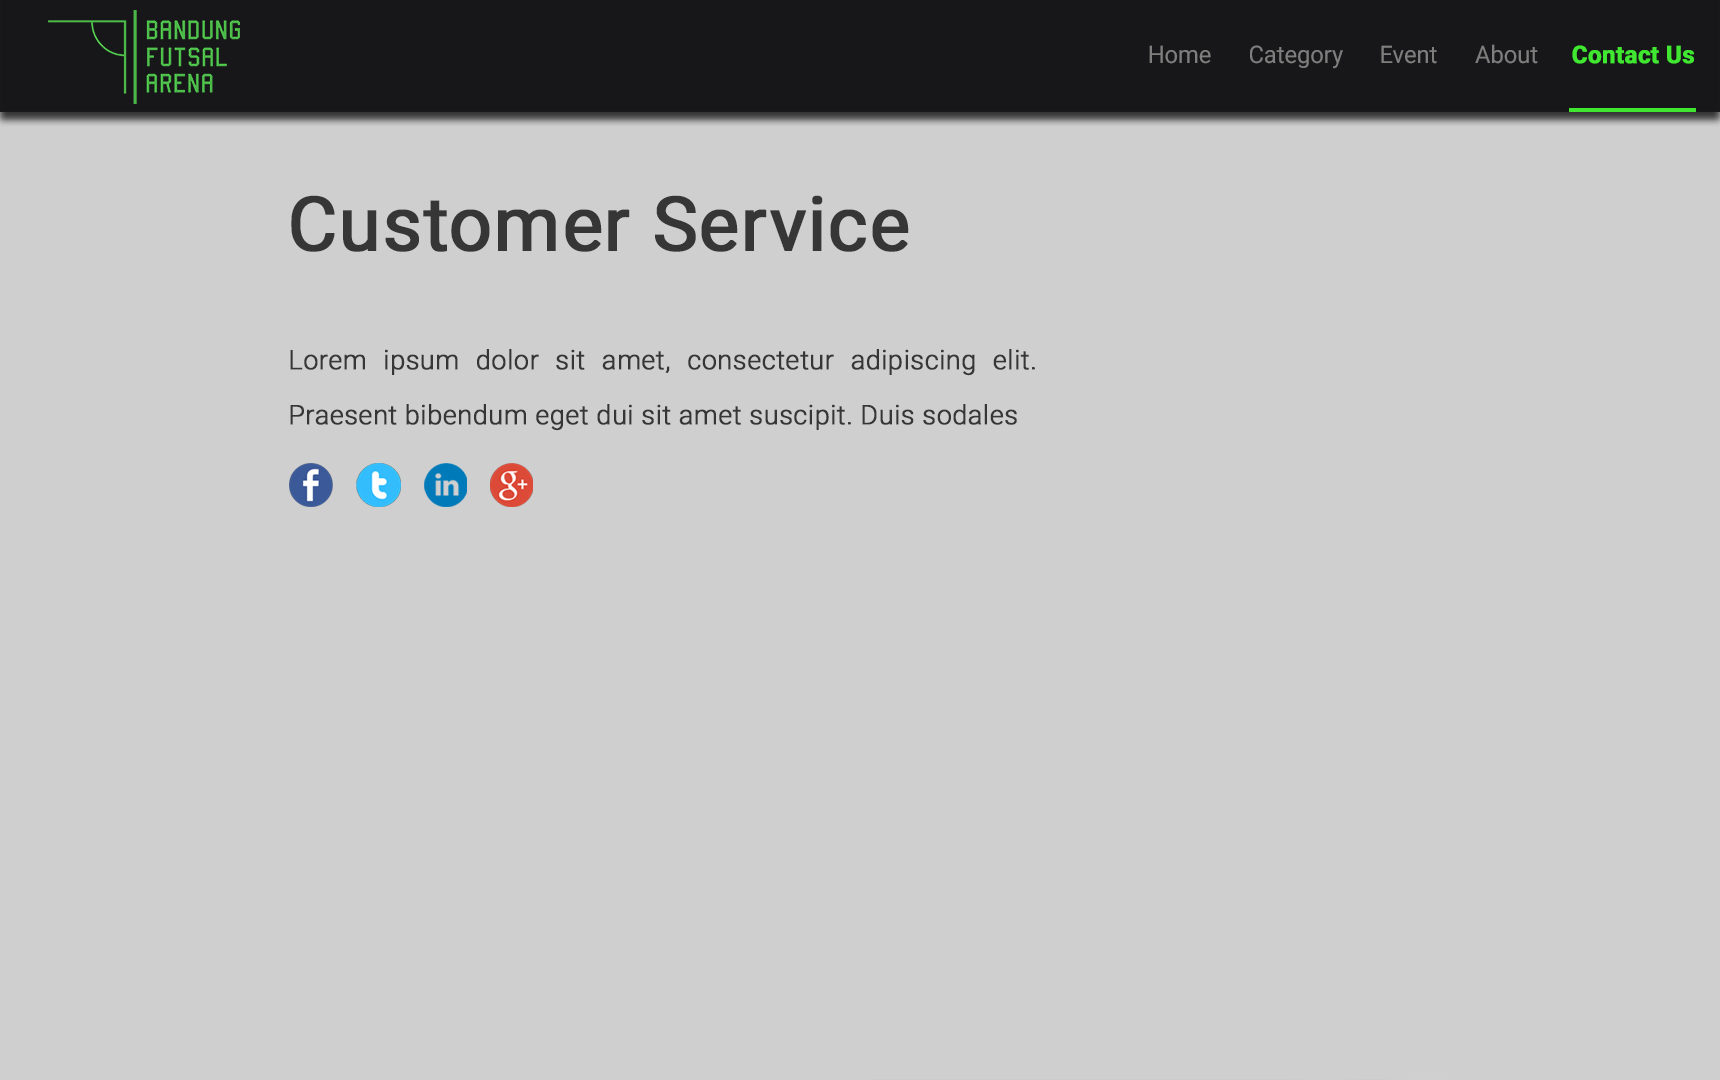 BANDUNG
FUTSAL
ARENA
Home Category Event About Contact Us
Customer Service
Lorem ipsum dolor sit amet, consectetur adipiscing elit.
Praesent bibendum eget dui sit amet suscipit. Duis sodales
f t in g+